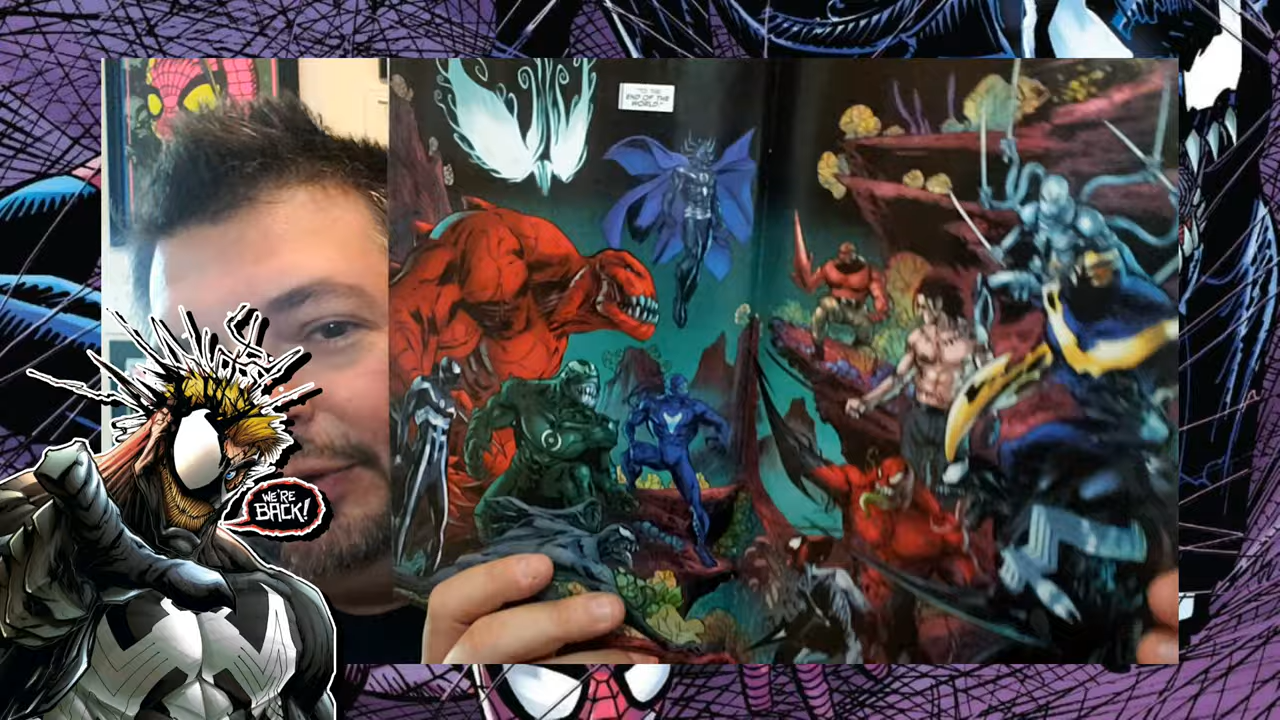 "TO THE
END OF THE
WORLD."
WE'RE
BACK!